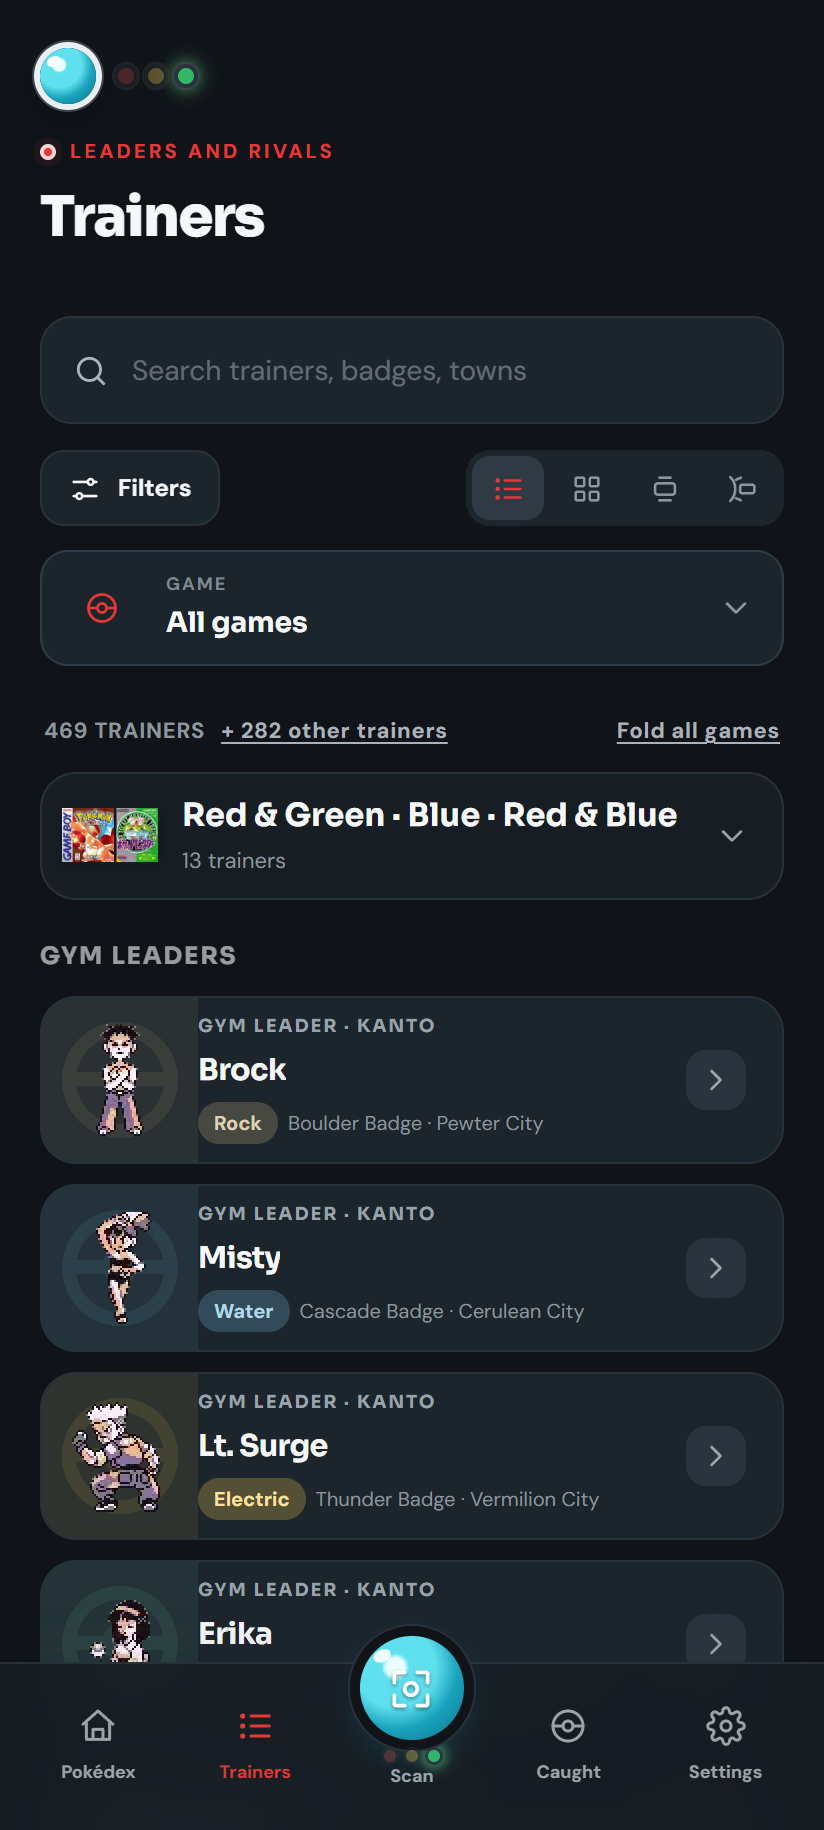 LEADERS AND RIVALS
Trainers
Search trainers, badges, towns
Filters
GAME
All games
469 TRAINERS + 282 other trainers Fold all games
GAME BOY POKéMON
Red & Green · Blue · Red & Blue
13 trainers
GYM LEADERS
GYM LEADER · KANTO
Brock
Rock Boulder Badge · Pewter City
GYM LEADER · KANTO
Misty
Water Cascade Badge · Cerulean City
GYM LEADER · KANTO
Lt. Surge
Electric Thunder Badge · Vermilion City
GYM LEADER · KANTO
Erika
Pokédex Trainers Scan Caught Settings